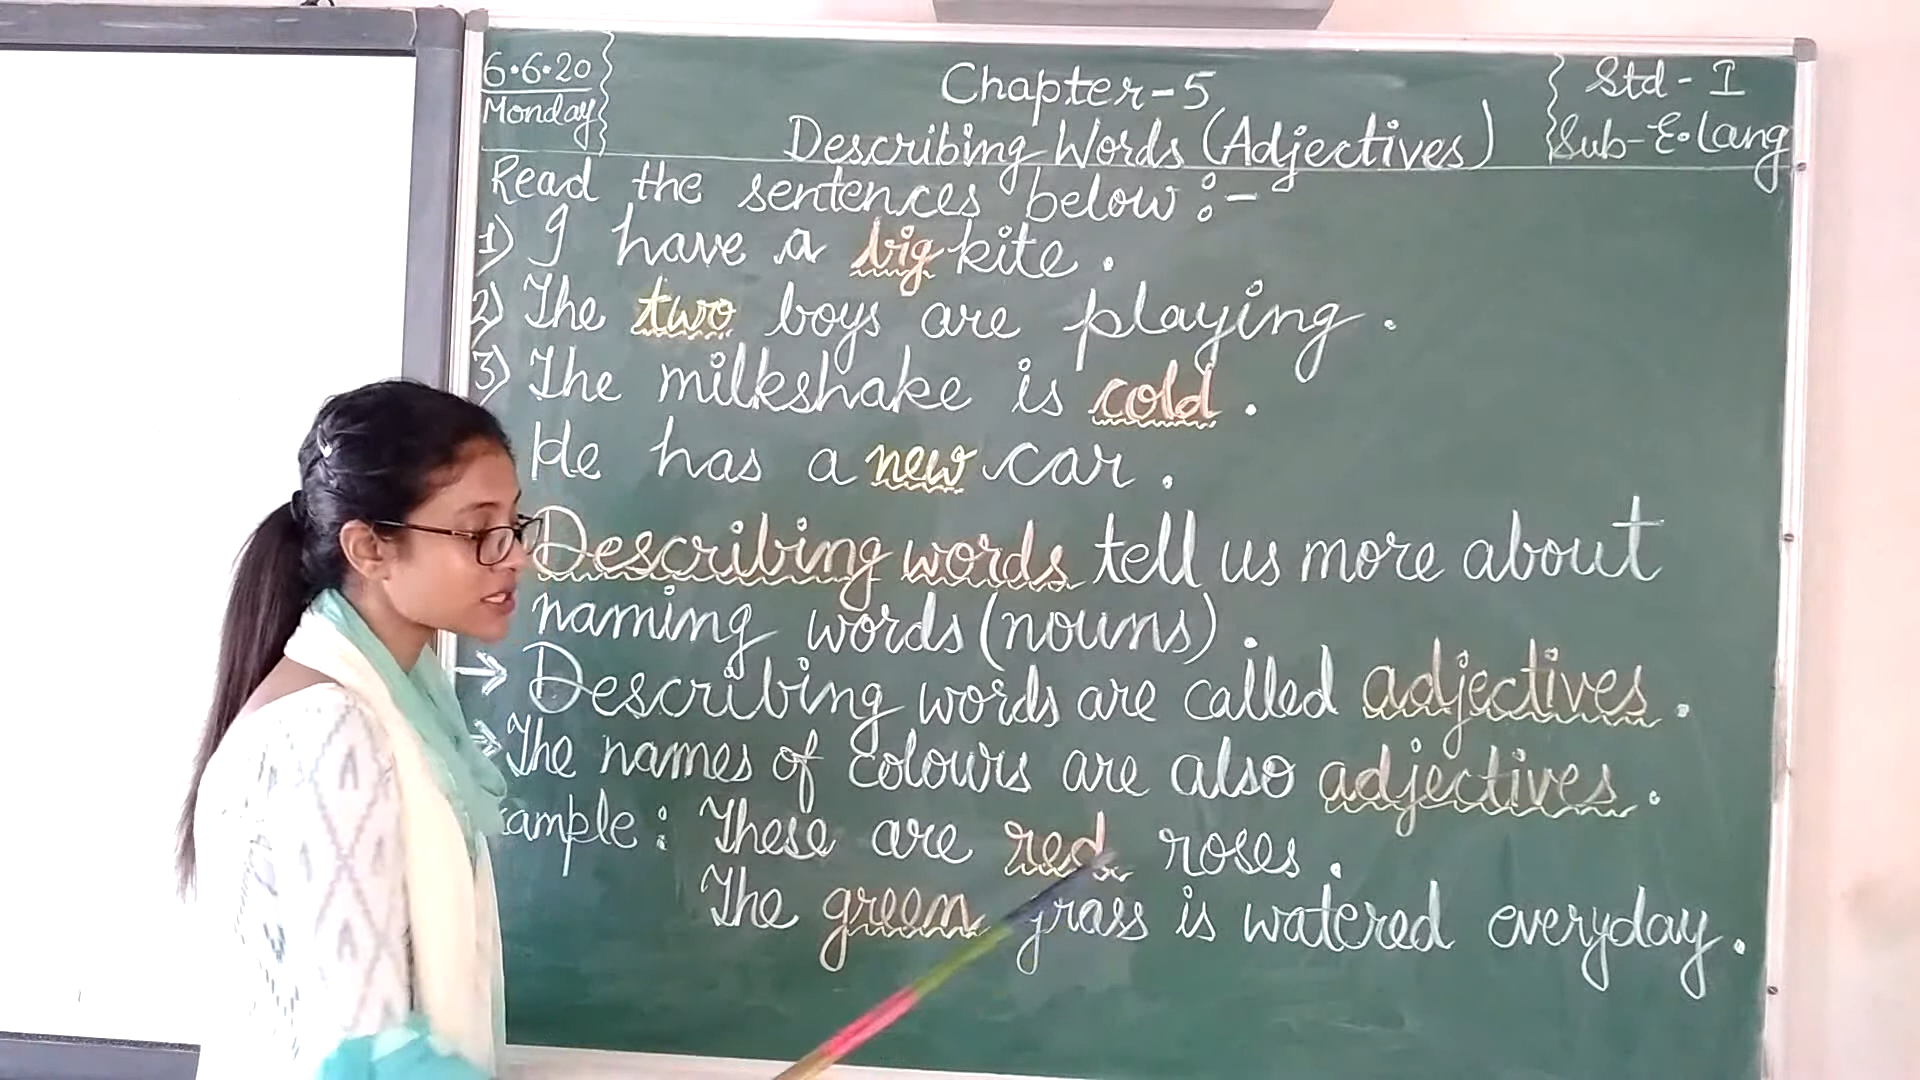 6.6.20
Monday
Chapter-5
Describing Words (Adjectives)
Std - I
Sub-E.Lang
Read the sentences below :-
1) I have a big kite.
2) The two boys are playing.
3) The milkshake is cold.
He has a new car.
Describing words tell us more about
naming words (nouns).
→ Describing words are called adjectives.
→ The names of colours are also adjectives.
ample : These are red roses.
The green grass is watered everyday.